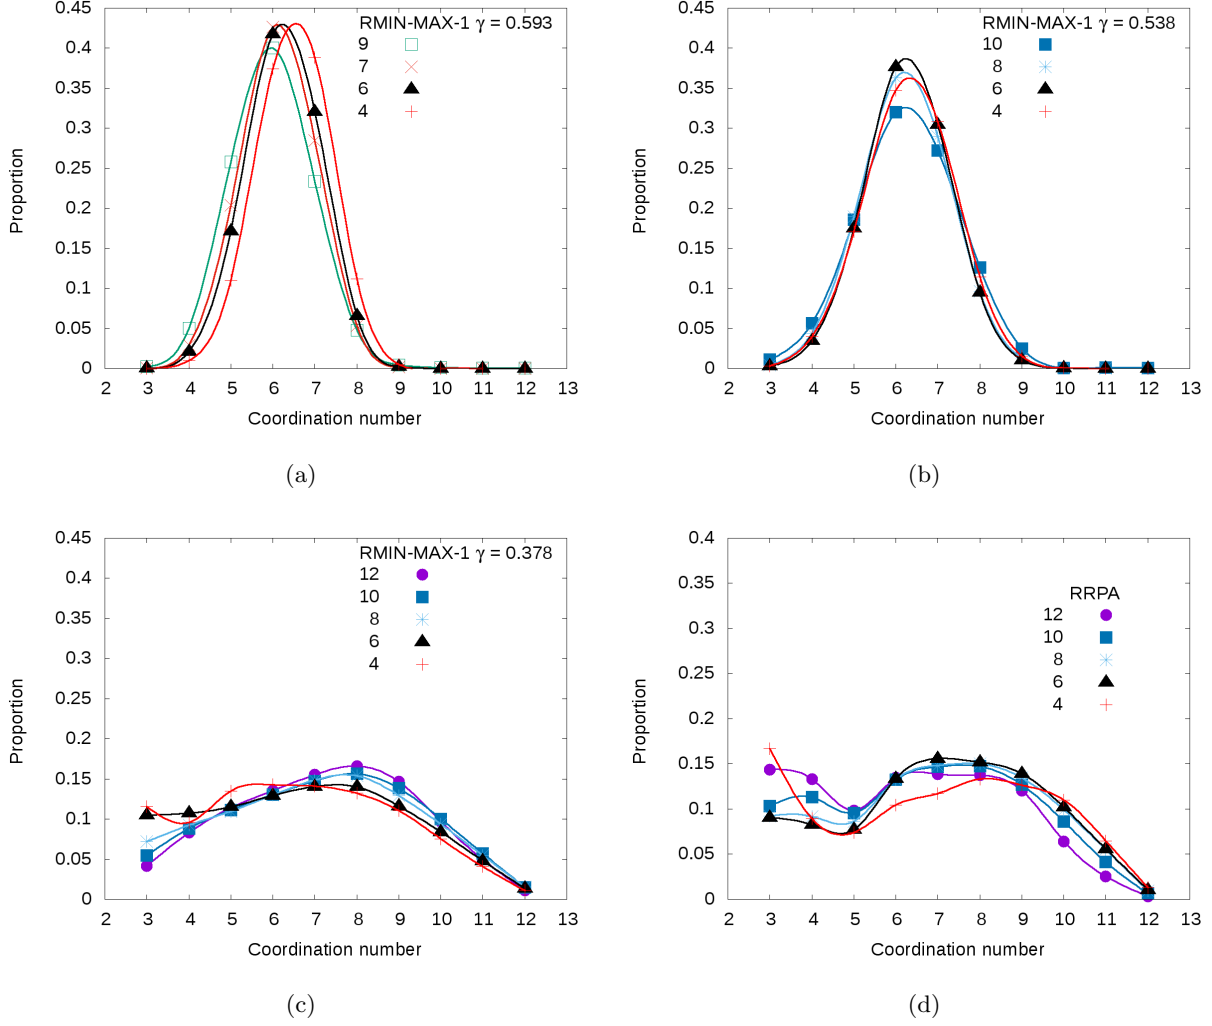 RMIN-MAX-1 γ = 0.593
9
7
6
4
0.45
0.4
0.35
0.3
0.25
0.2
0.15
0.1
0.05
0
Proportion
2 3 4 5 6 7 8 9 10 11 12 13
Coordination number
(a)
RMIN-MAX-1 γ = 0.538
10
8
6
4
0.45
0.4
0.35
0.3
0.25
0.2
0.15
0.1
0.05
0
Proportion
2 3 4 5 6 7 8 9 10 11 12 13
Coordination number
(b)
RMIN-MAX-1 γ = 0.378
12
10
8
6
4
0.45
0.4
0.35
0.3
0.25
0.2
0.15
0.1
0.05
0
Proportion
2 3 4 5 6 7 8 9 10 11 12 13
Coordination number
(c)
RRPA
12
10
8
6
4
0.4
0.35
0.3
0.25
0.2
0.15
0.1
0.05
0
Proportion
2 3 4 5 6 7 8 9 10 11 12 13
Coordination number
(d)